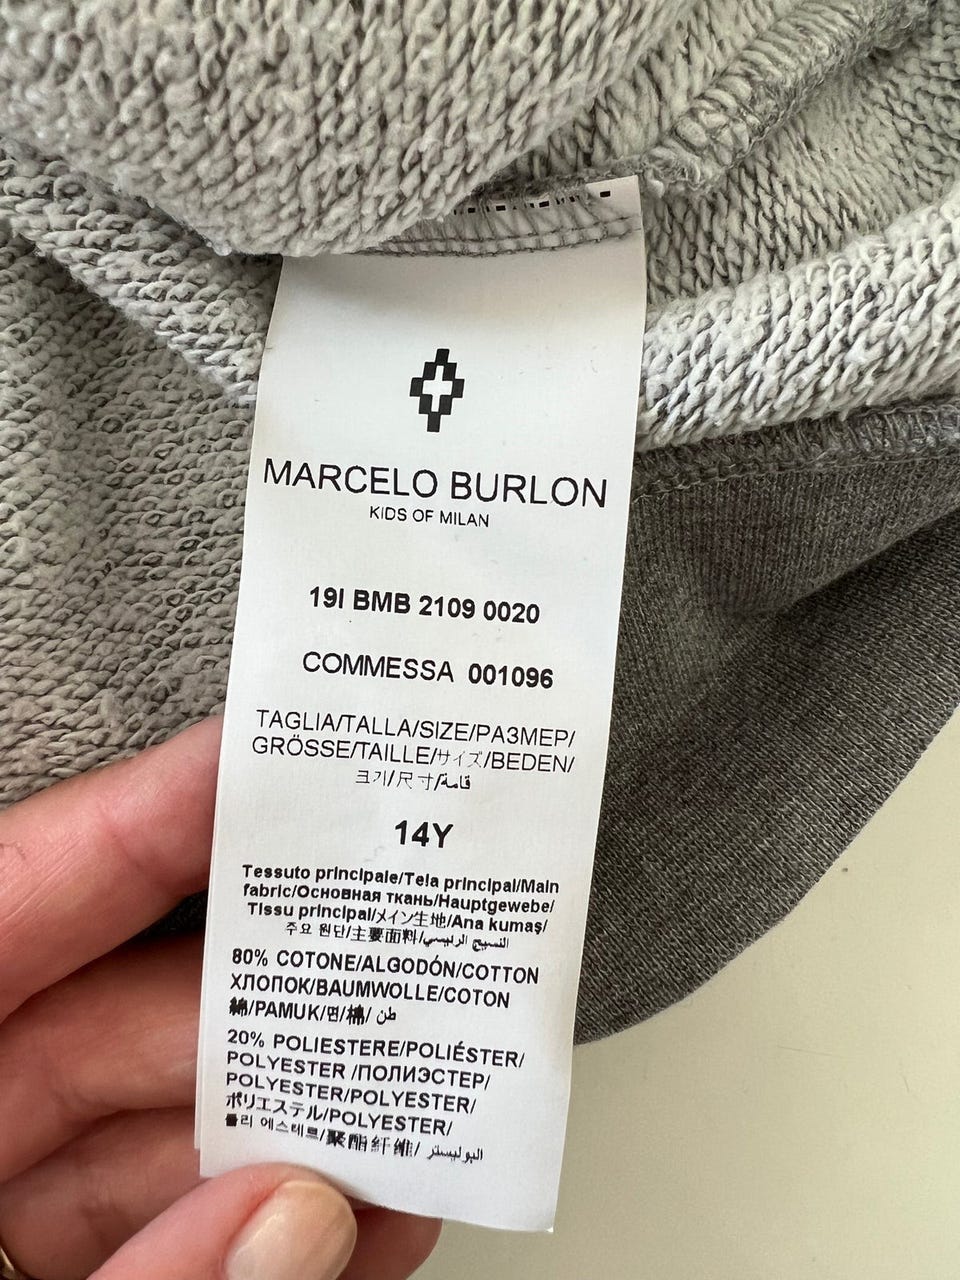 MARCELO BURLON
KIDS OF MILAN
19I BMB 2109 0020
COMMESSA 001096
TAGLIA/TALLA/SIZE/РАЗМЕР/
GRÖSSE/TAILLE/サイズ/BEDEN/
크기/尺寸/قامة
14Y
Tessuto principale/Tela principal/Main
fabric/Основная ткань/Hauptgewebe/
Tissu principal/メイン生地/Ana kumaş/
주요 원단/主要面料/النسيج الرئيسي
80% COTONE/ALGODÓN/COTTON
ХЛОПОК/BAUMWOLLE/COTON
綿/PAMUK/면/棉/ طن
20% POLIESTERE/POLIÉSTER/
POLYESTER /ПОЛИЭСТЕР/
POLYESTER/POLYESTER/
ポリエステル/POLYESTER/
폴리 에스테르/聚酯纤维/ البوليستر